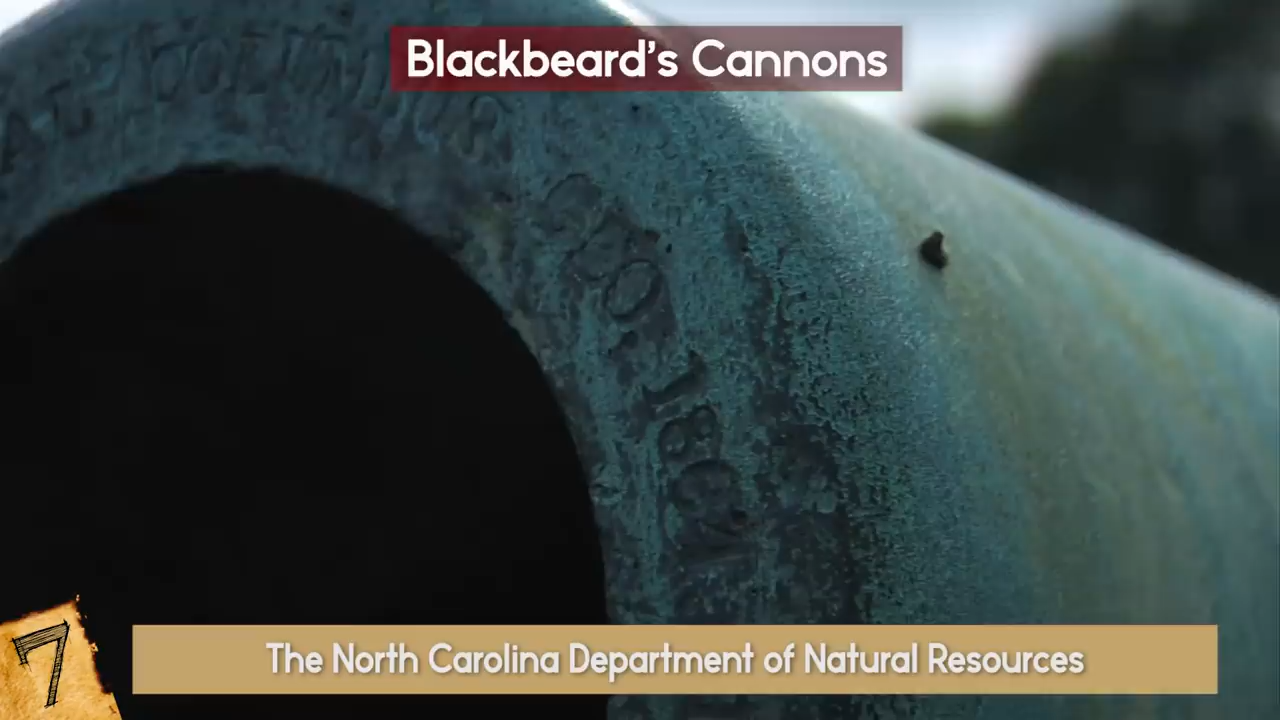 Blackbeard's Cannons
The North Carolina Department of Natural Resources
7